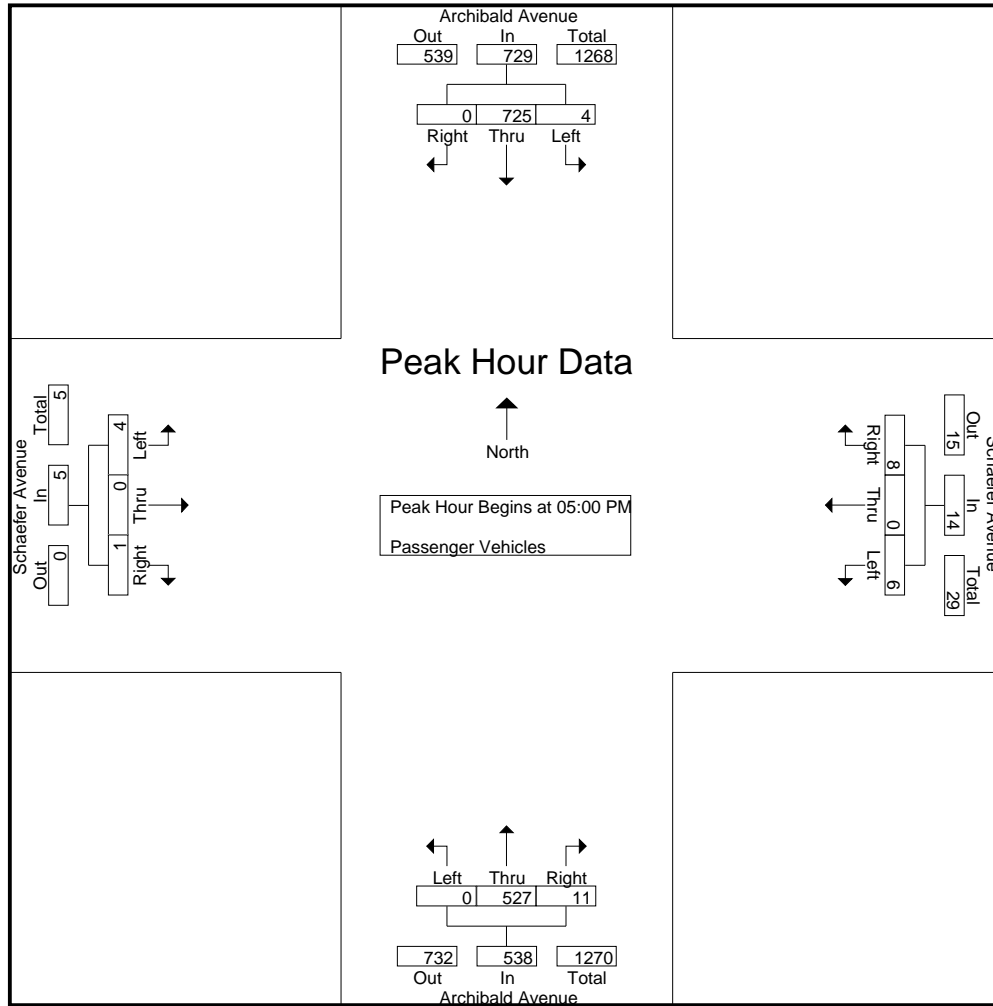 Archibald Avenue
Out In Total
539 729 1268
0 725 4
Right Thru Left
Peak Hour Data
North
Peak Hour Begins at 05:00 PM
Passenger Vehicles
Schaefer Avenue
Total In Out
5 5 0
4 0 1
Left Thru Right
Right Thru Left
8 0 6
Out In Total
15 14 29
Schaefer Avenue
Left Thru Right
0 527 11
732 538 1270
Out In Total
Archibald Avenue